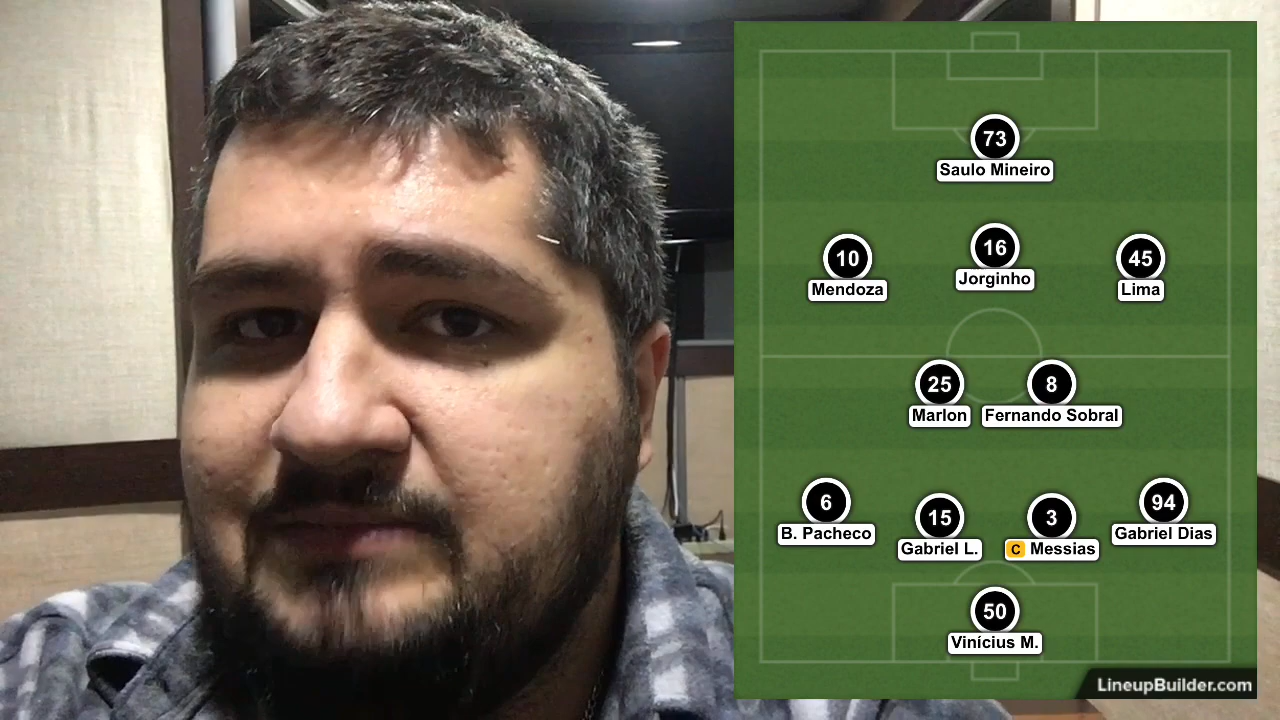 73
Saulo Mineiro
10
Mendoza
16
Jorginho
45
Lima
25
Marlon
8
Fernando Sobral
6
B. Pacheco
15
Gabriel L.
3
C Messias
94
Gabriel Dias
50
Vinícius M.
LineupBuilder.com